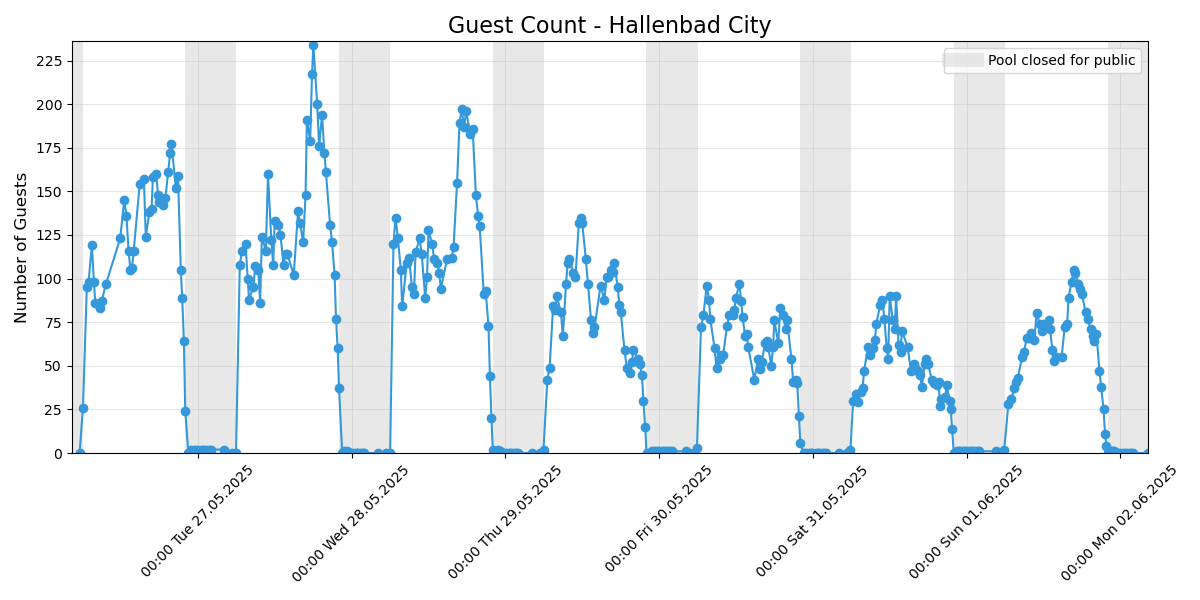 Guest Count - Hallenbad City
Pool closed for public
Number of Guests
225
200
175
150
125
100
75
50
25
0
00:00 Tue 27.05.2025
00:00 Wed 28.05.2025
00:00 Thu 29.05.2025
00:00 Fri 30.05.2025
00:00 Sat 31.05.2025
00:00 Sun 01.06.2025
00:00 Mon 02.06.2025